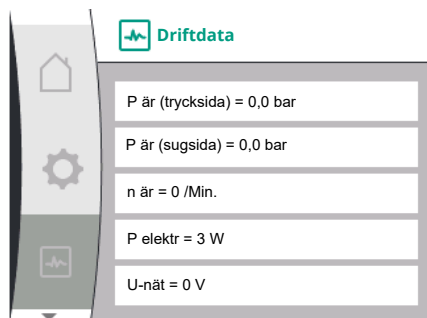 Driftdata
P är (trycksida) = 0,0 bar
P är (sugsida) = 0,0 bar
n är = 0 /Min.
P elektr = 3 W
U-nät = 0 V